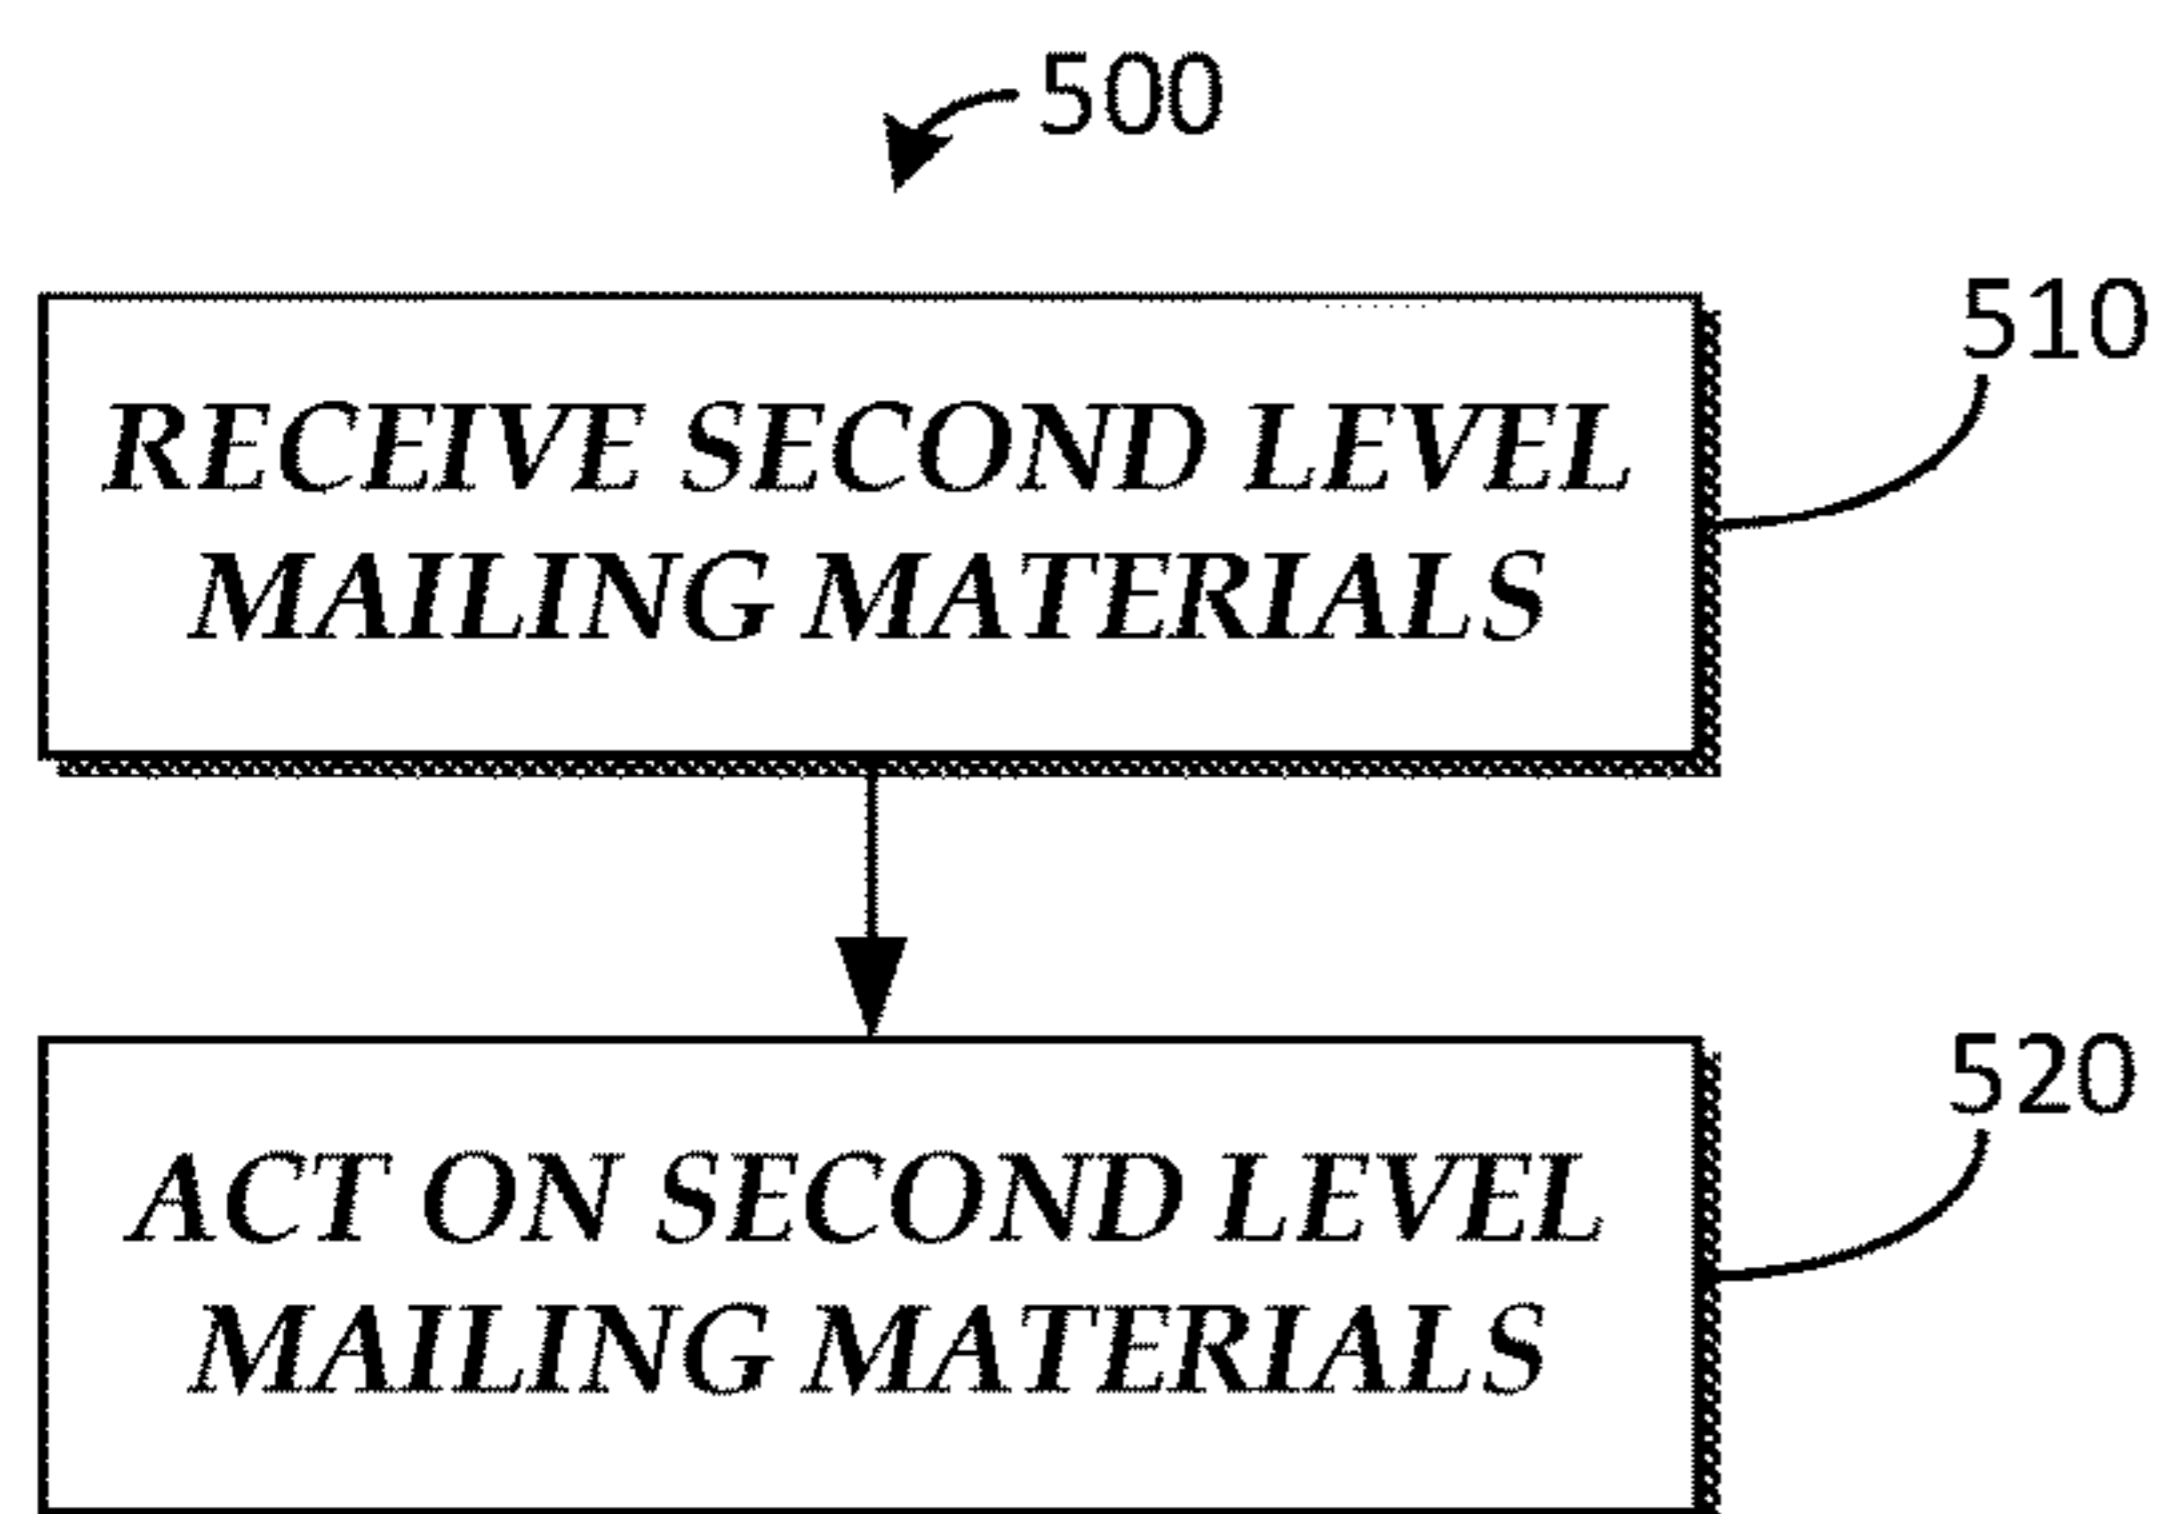 500
510
RECEIVE SECOND LEVEL
MAILING MATERIALS
520
ACT ON SECOND LEVEL
MAILING MATERIALS